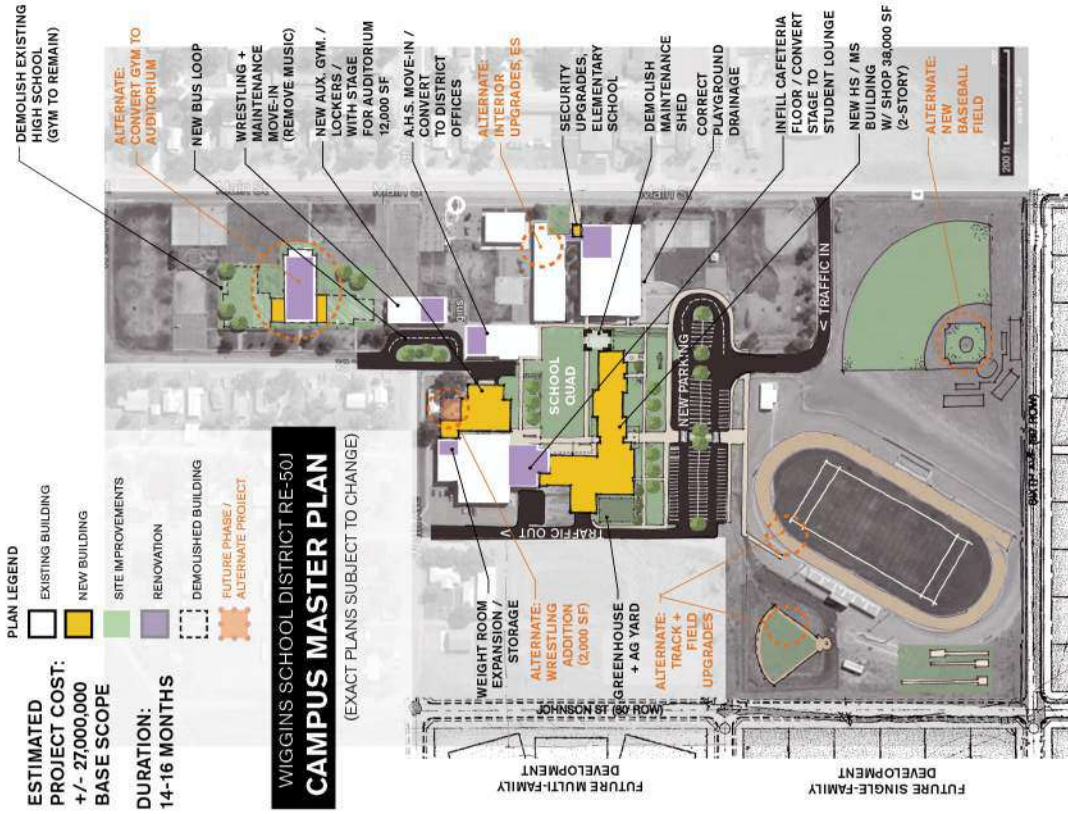 ESTIMATED
PROJECT COST:
+/- 27,000,000
BASE SCOPE
DURATION:
14-16 MONTHS
PLAN LEGEND
EXISTING BUILDING
NEW BUILDING
SITE IMPROVEMENTS
RENOVATION
DEMOLISHED BUILDING
FUTURE PHASE /
ALTERNATE PROJECT
WIGGINS SCHOOL DISTRICT RE-50J
CAMPUS MASTER PLAN
(EXACT PLANS SUBJECT TO CHANGE)
DEMOLISH EXISTING
HIGH SCHOOL
(GYM TO REMAIN)
ALTERNATE:
CONVERT GYM TO
AUDITORIUM
NEW BUS LOOP
WRESTLING +
MAINTENANCE
MOVE-IN
(REMOVE MUSIC)
NEW AUX. GYM. /
LOCKERS /
WITH STAGE
FOR AUDITORIUM
12,000 SF
A.H.S. MOVE-IN /
CONVERT
TO DISTRICT
OFFICES
ALTERNATE:
INTERIOR
UPGRADES, ES
SECURITY
UPGRADES,
ELEMENTARY
SCHOOL
DEMOLISH
MAINTENANCE
SHED
CORRECT
PLAYGROUND
DRAINAGE
INFILL CAFETERIA
FLOOR / CONVERT
STAGE TO
STUDENT LOUNGE
NEW HS / MS
BUILDING
W/ SHOP 38,000 SF
(2-STORY)
ALTERNATE:
NEW
BASEBALL
FIELD
200 ft
Main St
Main St
Main St
SCHOOL
QUAD
NEW PARKING
< TRAFFIC IN
TRAFFIC OUT >
WEIGHT ROOM
EXPANSION /
STORAGE
ALTERNATE:
WRESTLING
ADDITION
(2,000 SF)
GREENHOUSE
+ AG YARD
ALTERNATE:
TRACK +
FIELD
UPGRADES
JOHNSON ST (80' ROW)
FUTURE MULTI-FAMILY
DEVELOPMENT
FUTURE SINGLE-FAMILY
DEVELOPMENT